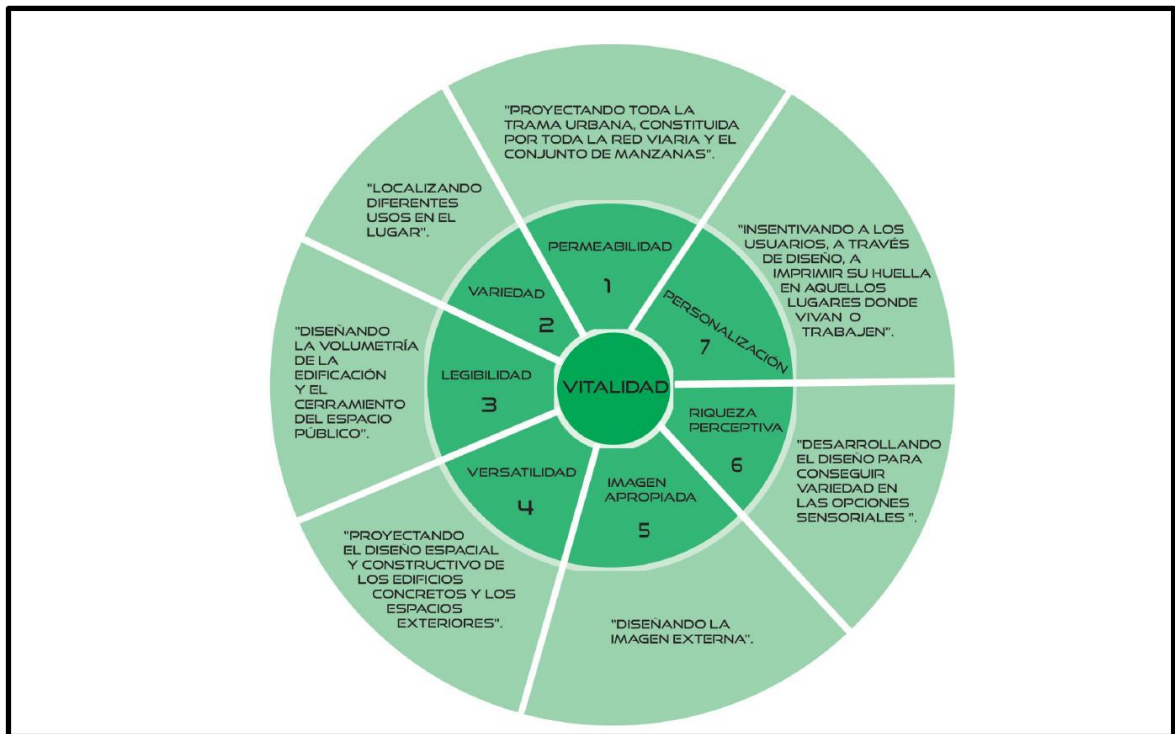 VITALIDAD
PERMEABILIDAD
1
"PROYECTANDO TODA LA
TRAMA URBANA, CONSTITUIDA
POR TODA LA RED VIARIA Y EL
CONJUNTO DE MANZANAS".
VARIEDAD
2
"LOCALIZANDO
DIFERENTES
USOS EN EL
LUGAR".
LEGIBILIDAD
3
"DISEÑANDO
LA VOLUMETRÍA
DE LA
EDIFICACIÓN
Y EL
CERRAMIENTO
DEL ESPACIO
PÚBLICO".
VERSATILIDAD
4
"PROYECTANDO
EL DISEÑO ESPACIAL
Y CONSTRUCTIVO DE
LOS EDIFICIOS
CONCRETOS Y LOS
ESPACIOS
EXTERIORES".
IMAGEN
APROPIADA
5
"DISEÑANDO LA
IMAGEN EXTERNA".
RIQUEZA
PERCEPTIVA
6
"DESARROLLANDO
EL DISEÑO PARA
CONSEGUIR
VARIEDAD EN
LAS OPCIONES
SENSORIALES ".
PERSONALIZACIÓN
7
"INSENTIVANDO A LOS
USUARIOS, A TRAVÉS
DE DISEÑO, A
IMPRIMIR SU HUELLA
EN AQUELLOS
LUGARES DONDE
VIVAN O
TRABAJEN".